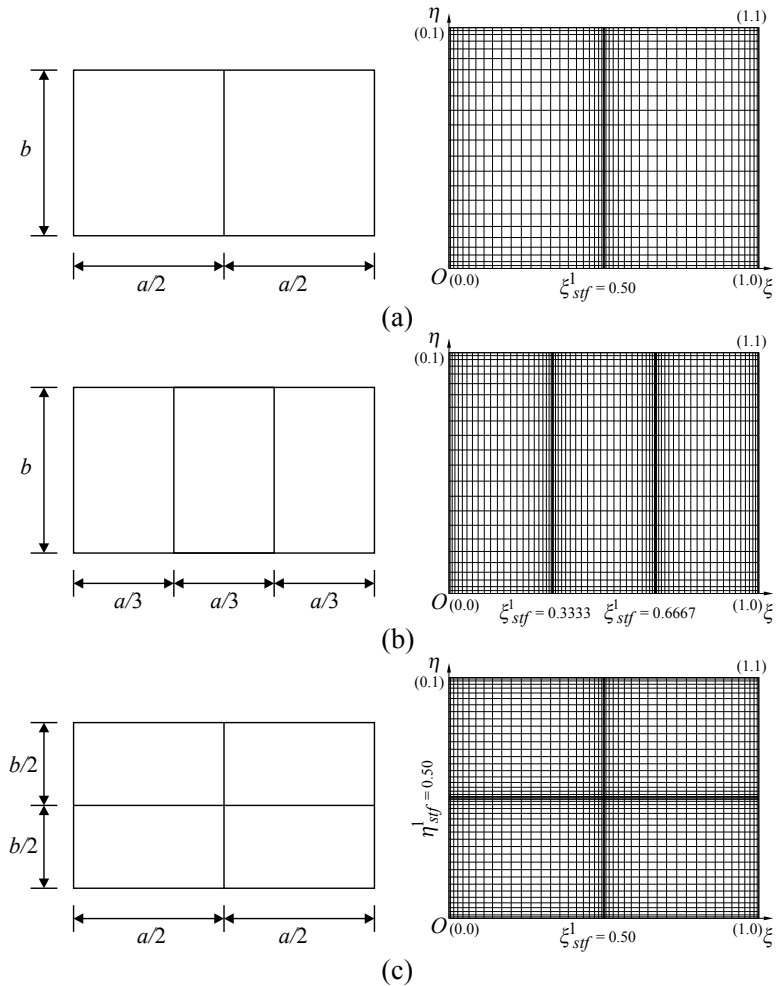 η
(0.1)
(1.1)
b
a/2
a/2
O
(0.0)
ξ¹stf = 0.50
(1.0)
ξ
(a)
η
(0.1)
(1.1)
b
a/3
a/3
a/3
O
(0.0)
ξ¹stf = 0.3333
ξ¹stf = 0.6667
(1.0)
ξ
(b)
η
(0.1)
(1.1)
b/2
b/2
η¹stf = 0.50
a/2
a/2
O
(0.0)
ξ¹stf = 0.50
(1.0)
ξ
(c)